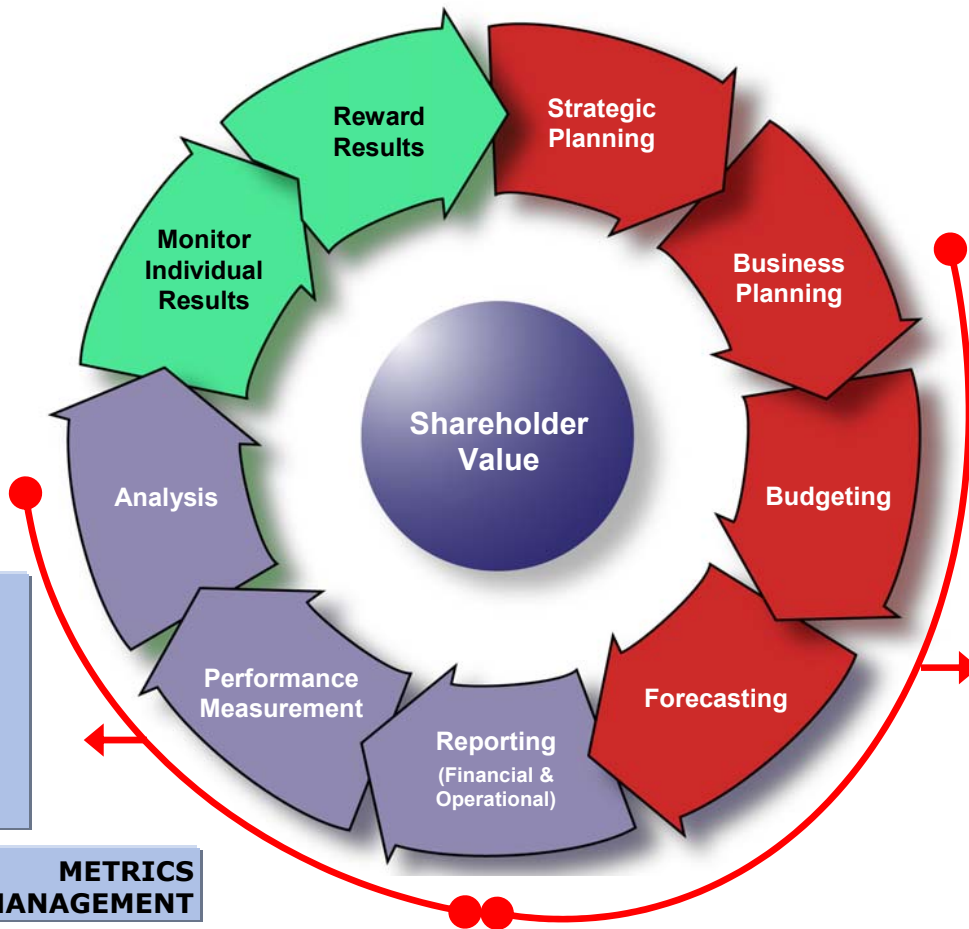 Reward
Results
Strategic
Planning
Business
Planning
Budgeting
Forecasting
Reporting
(Financial &
Operational)
Performance
Measurement
Analysis
Monitor
Individual
Results
Shareholder
Value
METRICS